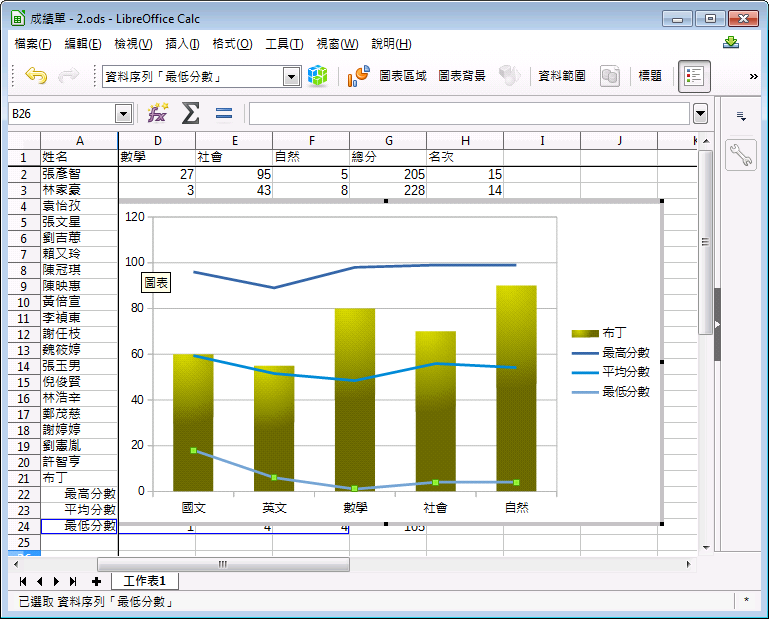 成績單 - 2.ods - LibreOffice Calc
檔案(F) 編輯(E) 檢視(V) 插入(I) 格式(O) 工具(T) 視窗(W) 說明(H)
資料序列「最低分數」 圖表區域 圖表背景 資料範圍 標題 »
B26
A D E F G H I J K
1 姓名 數學 社會 自然 總分 名次
2 張彥智 27 95 5 205 15
3 林家豪 3 43 8 228 14
4 袁怡孜
5 張文星
6 劉吉蕙
7 賴又玲
8 陳冠琪
9 陳映惠
10 黃倍宣
11 李禎東
12 謝任枝
13 魏筱婷
14 張玉男
15 倪俊賢
16 林浩辛
17 鄭茂慈
18 謝婷婷
19 劉憲胤
20 許智亨
21 布丁
22 最高分數
23 平均分數
24 最低分數 1 4 4 105
25
26
120
100
80
60
40
20
0
圖表
國文 英文 數學 社會 自然
布丁
最高分數
平均分數
最低分數
工作表1
已選取 資料序列「最低分數」 *